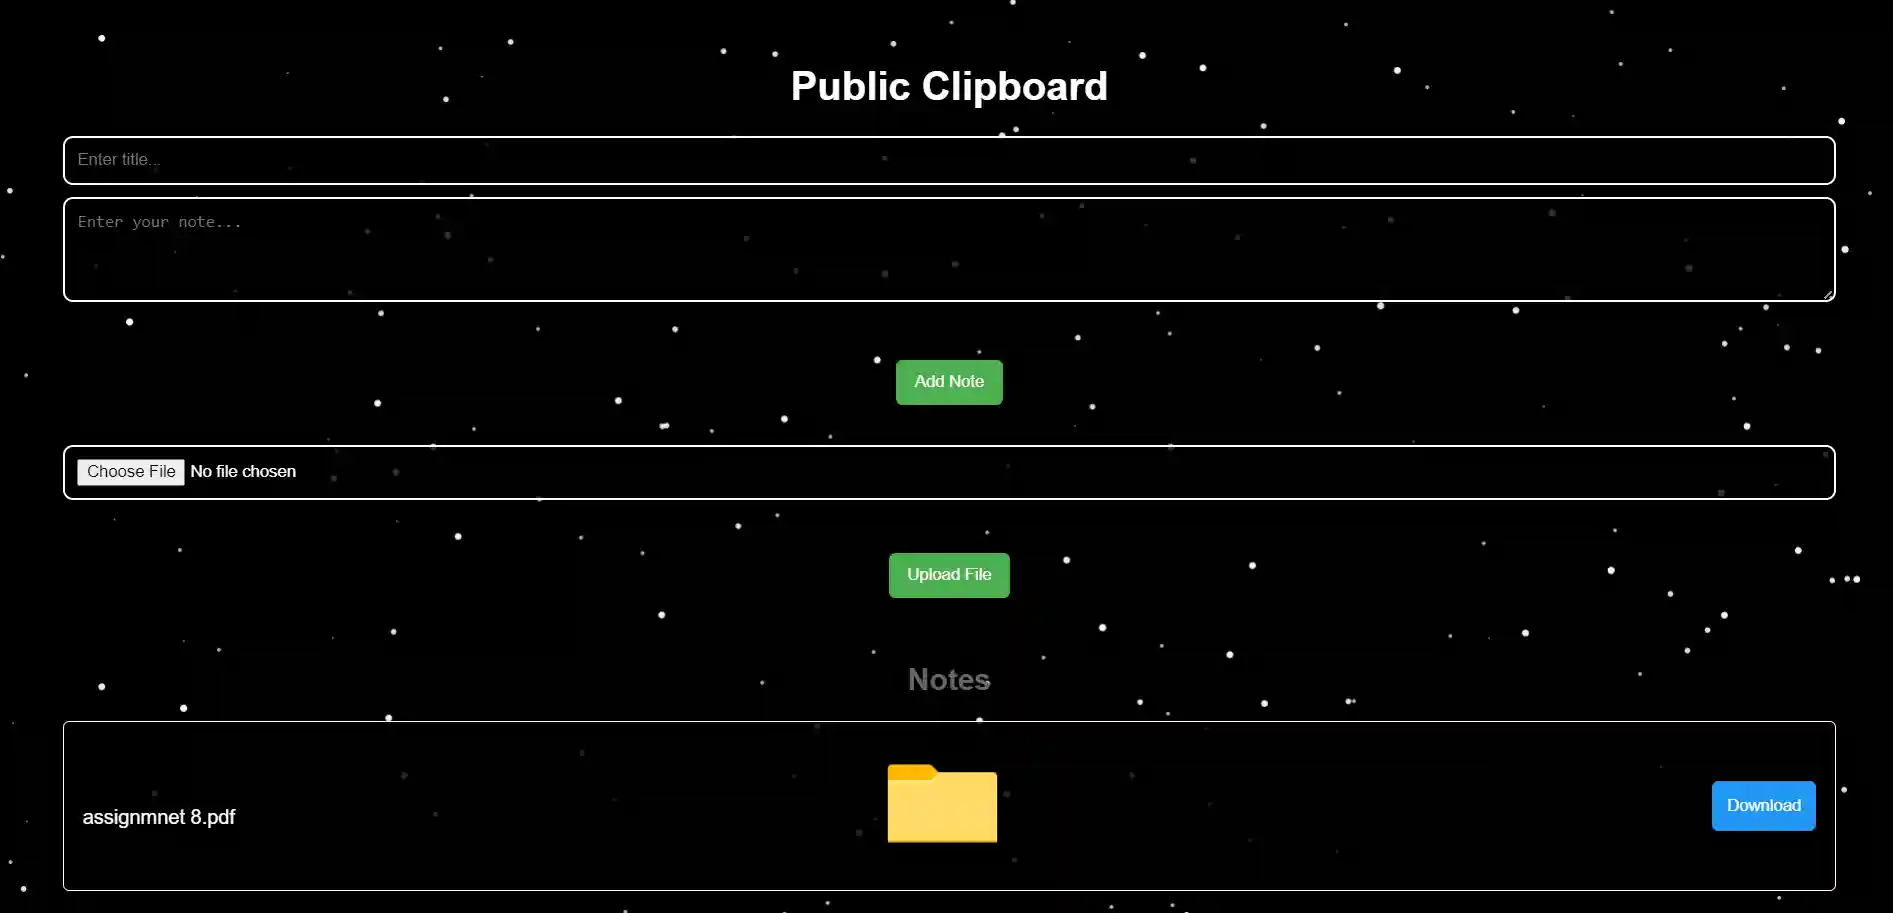 Public Clipboard
Enter title...
Enter your note...
Add Note
Choose File No file chosen
Upload File
Notes
assignmnet 8.pdf
Download